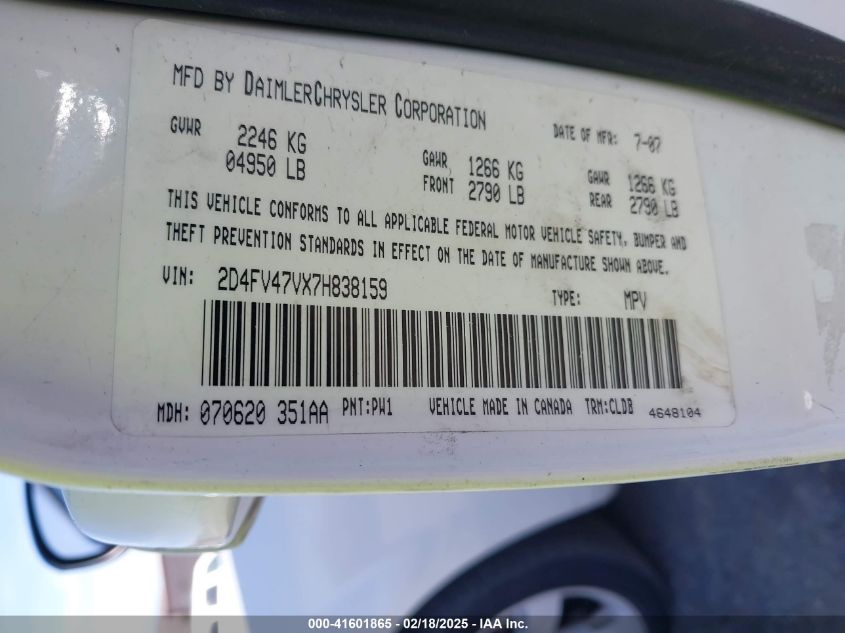 MFD BY DAIMLERCHRYSLER CORPORATION
DATE OF MFR: 7-07
GVWR 2246 KG
04950 LB
GAWR FRONT 1266 KG
2790 LB
GAWR REAR 1266 KG
2790 LB
THIS VEHICLE CONFORMS TO ALL APPLICABLE FEDERAL MOTOR VEHICLE SAFETY, BUMPER AND
THEFT PREVENTION STANDARDS IN EFFECT ON THE DATE OF MANUFACTURE SHOWN ABOVE.
VIN: 2D4FV47VX7H838159 TYPE: MPV
MDH: 070620 351AA PNT:PW1 VEHICLE MADE IN CANADA TRM:CLDB 4648104
000-41601865 - 02/18/2025 - IAA Inc.